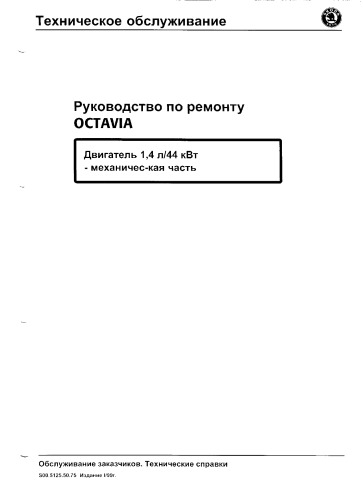 Техническое обслуживание
Руководство по ремонту
OCTAVIA
Двигатель 1,4 л/44 кВт
- механичес-кая часть
Обслуживание заказчиков. Технические справки
S00.5125.50.75 Издание I/99г.